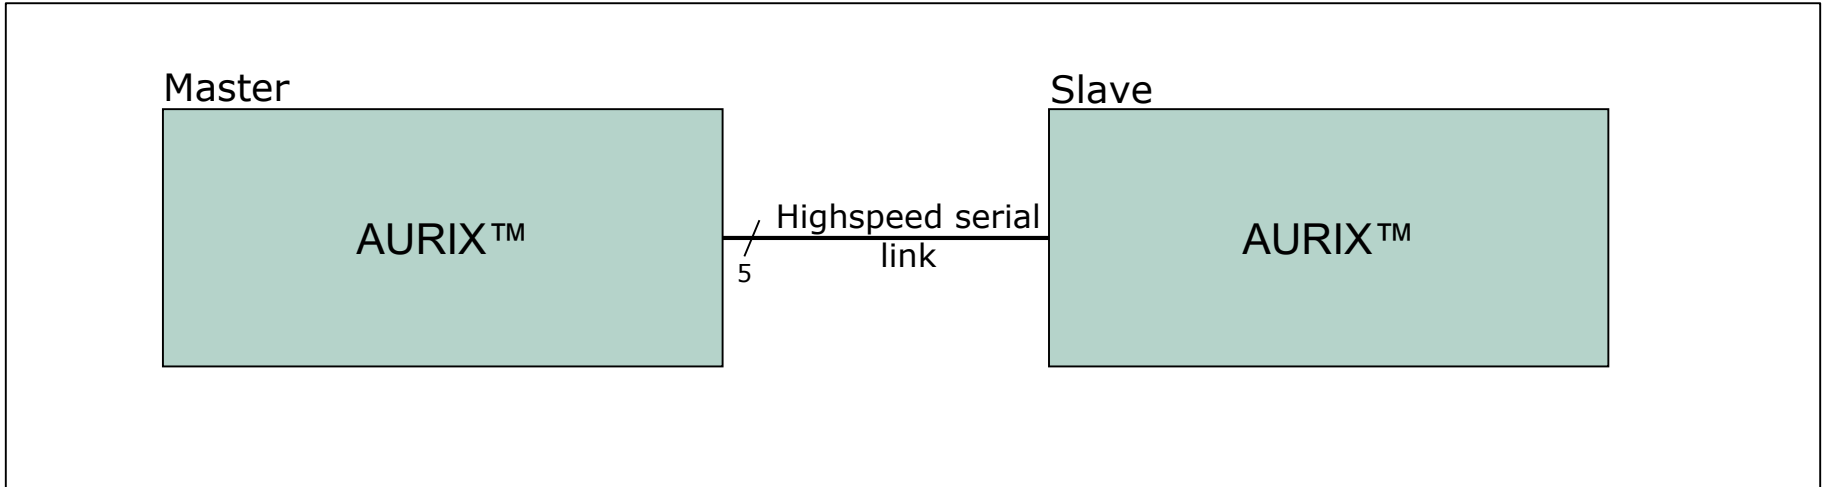 Master
Slave
AURIX™
Highspeed serial
link
5
AURIX™